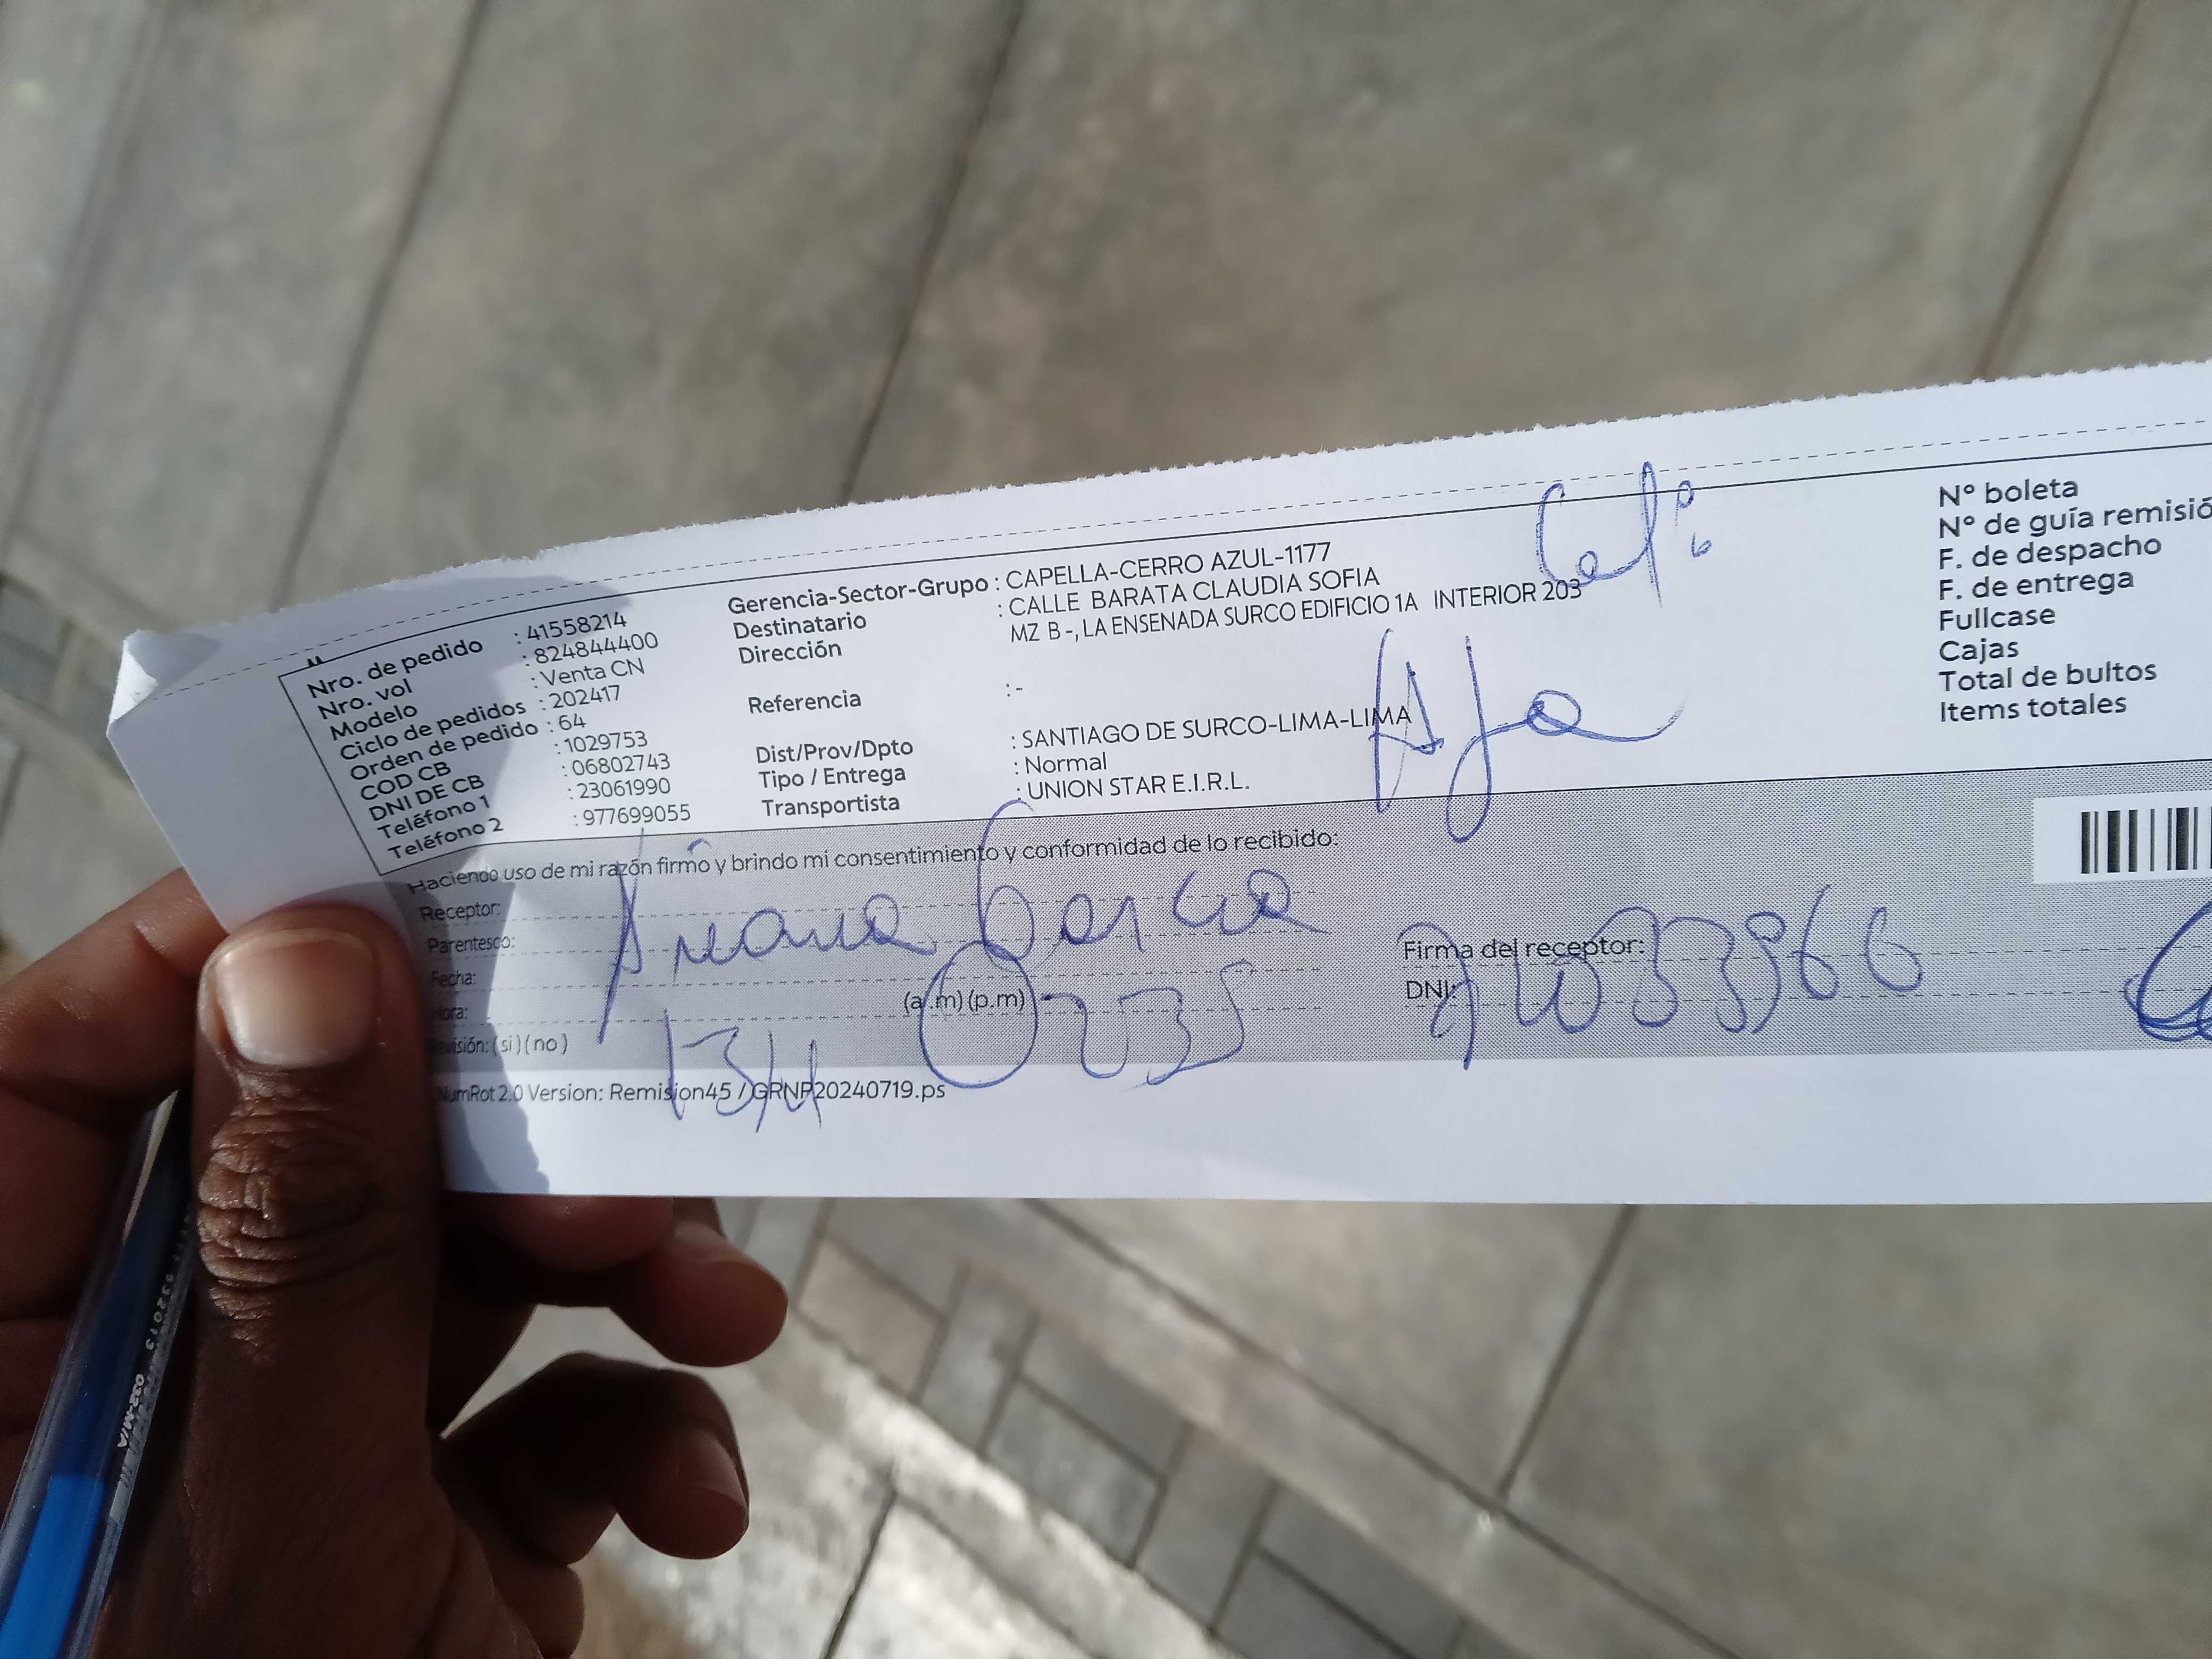 Nro. de pedido : 41558214
Nro. vol : 824844400
Modelo : Venta CN
Ciclo de pedidos : 202417
Orden de pedido : 64
COD CB : 1029753
DNI DE CB : 06802743
Teléfono 1 : 23061990
Teléfono 2 : 977699055
Gerencia-Sector-Grupo : CAPELLA-CERRO AZUL-1177
Destinatario : CALLE BARATA CLAUDIA SOFIA
Dirección MZ B -, LA ENSENADA SURCO EDIFICIO 1A INTERIOR 203
Referencia : -
Dist/Prov/Dpto : SANTIAGO DE SURCO-LIMA-LIMA
Tipo / Entrega : Normal
Transportista : UNION STAR E.I.R.L.
N° boleta
N° de guía remisió
F. de despacho
F. de entrega
Fullcase
Cajas
Total de bultos
Items totales
Haciendo uso de mi razón firmo y brindo mi consentimiento y conformidad de lo recibido:
Receptor:
Parentesco:
Fecha:
(a.m) (p.m)
(si) (no)
Firma del receptor:
DNI:
NumRot 2.0 Version: Remision45 / GRNP20240719.ps